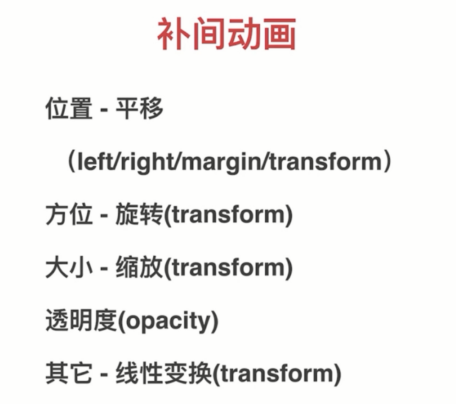 补间动画
位置 - 平移
（left/right/margin/transform）
方位 - 旋转(transform)
大小 - 缩放(transform)
透明度(opacity)
其它 - 线性变换(transform)